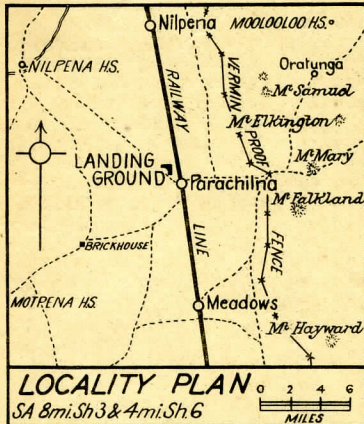 Nilpena
MOOLOOLOO HS.
Oratunga
NILPENA HS.
RAILWAY
VERMIN
Mt Samuel
Mt Elkington
PROOF
Mt Mary
LANDING
GROUND
Parachilna
Mt Falkland
BRICKHOUSE
LINE
FENCE
MOTPENA HS.
Meadows
Mt Hayward
LOCALITY PLAN
SA 8mi.Sh 3 & 4mi.Sh.6
0 2 4 6
MILES